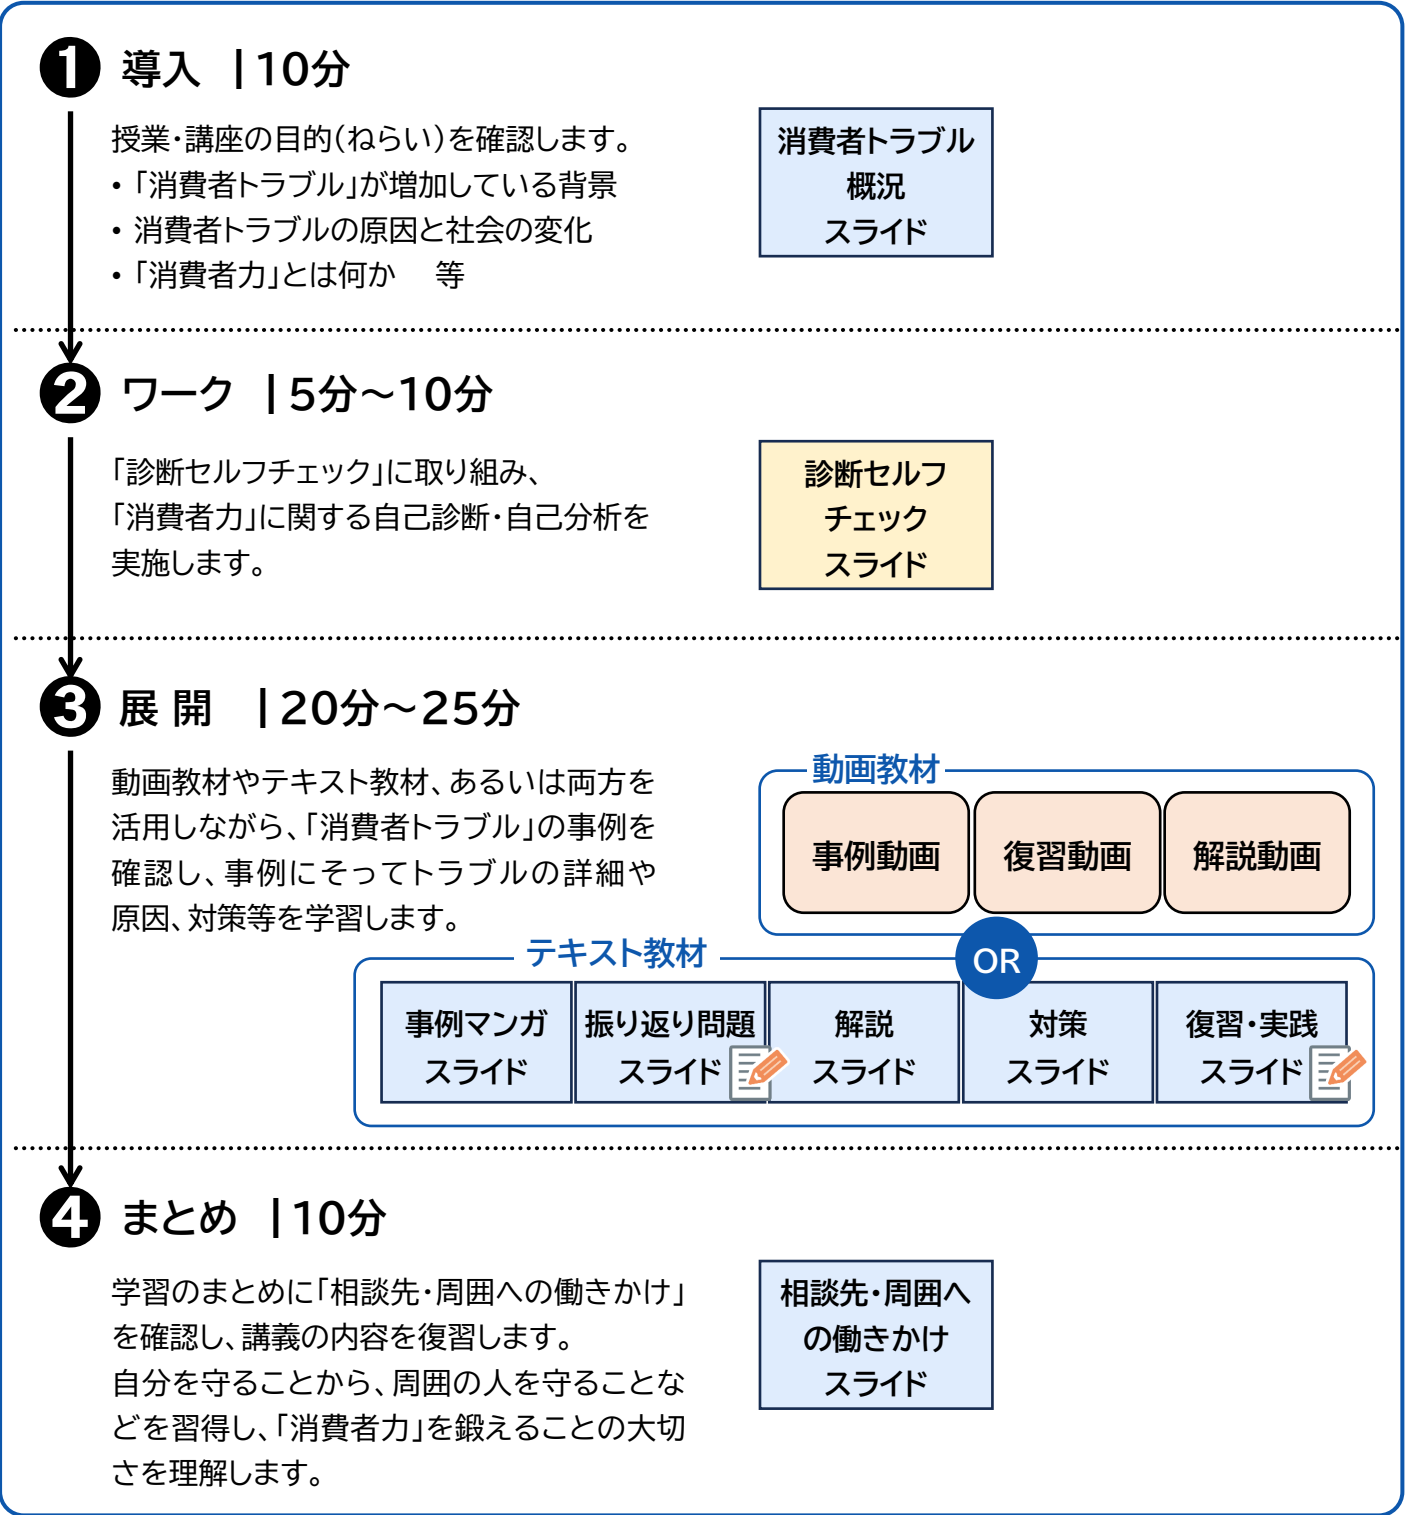 ❶ 導入 | 10分
授業・講座の目的(ねらい)を確認します。
・「消費者トラブル」が増加している背景
・消費者トラブルの原因と社会の変化
・「消費者力」とは何か 等
消費者トラブル
概況
スライド
❷ ワーク | 5分～10分
「診断セルフチェック」に取り組み、
「消費者力」に関する自己診断・自己分析を
実施します。
診断セルフ
チェック
スライド
❸ 展 開 | 20分～25分
動画教材やテキスト教材、あるいは両方を
活用しながら、「消費者トラブル」の事例を
確認し、事例にそってトラブルの詳細や
原因、対策等を学習します。
動画教材
事例動画
復習動画
解説動画
OR
テキスト教材
事例マンガ
スライド
振り返り問題
スライド
解説
スライド
対策
スライド
復習・実践
スライド
❹ まとめ | 10分
学習のまとめに「相談先・周囲への働きかけ」
を確認し、講義の内容を復習します。
自分を守ることから、周囲の人を守ることな
どを習得し、「消費者力」を鍛えることの大切
さを理解します。
相談先・周囲へ
の働きかけ
スライド